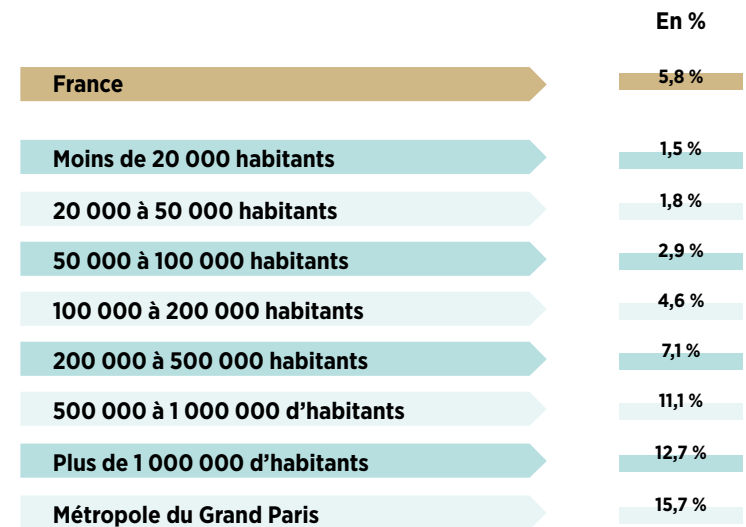 En %
France 5,8 %
Moins de 20 000 habitants 1,5 %
20 000 à 50 000 habitants 1,8 %
50 000 à 100 000 habitants 2,9 %
100 000 à 200 000 habitants 4,6 %
200 000 à 500 000 habitants 7,1 %
500 000 à 1 000 000 d’habitants 11,1 %
Plus de 1 000 000 d’habitants 12,7 %
Métropole du Grand Paris 15,7 %